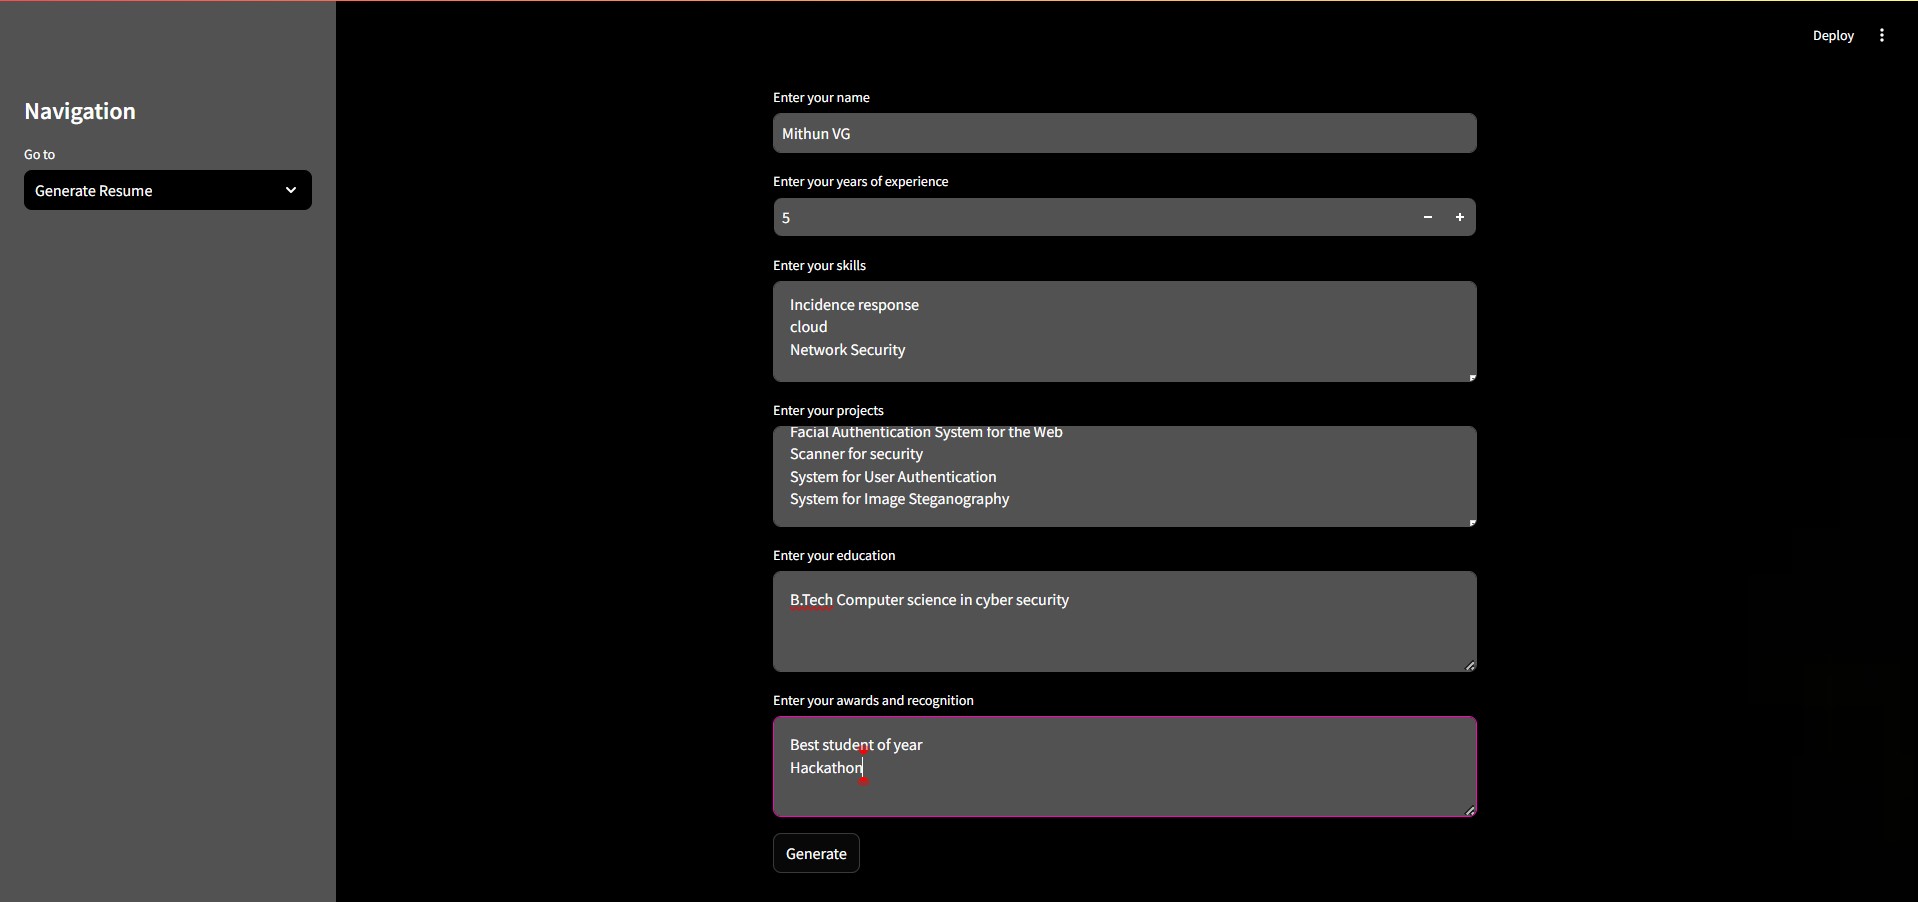 Deploy
Navigation
Go to
Generate Resume
Enter your name
Mithun VG
Enter your years of experience
5
Enter your skills
Incidence response
cloud
Network Security
Enter your projects
Facial Authentication System for the Web
Scanner for security
System for User Authentication
System for Image Steganography
Enter your education
B.Tech Computer science in cyber security
Enter your awards and recognition
Best student of year
Hackathon
Generate